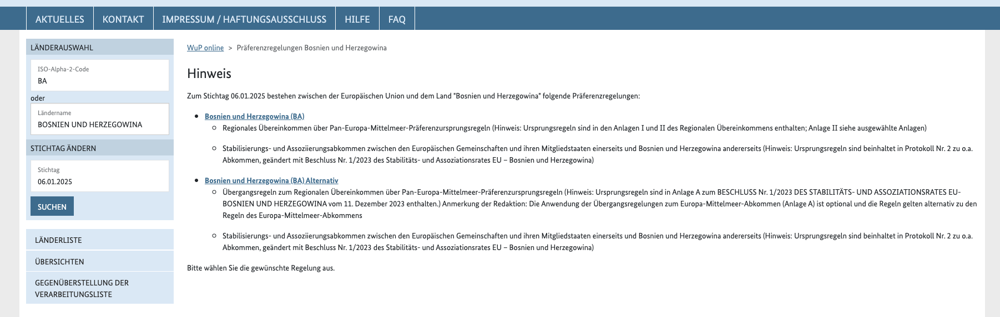 AKTUELLES
KONTAKT
IMPRESSUM / HAFTUNGSAUSSCHLUSS
HILFE
FAQ
LÄNDERAUSWAHL
ISO-Alpha-2-Code
BA
oder
Ländername
BOSNIEN UND HERZEGOWINA
STICHTAG ÄNDERN
Stichtag
06.01.2025
SUCHEN
LÄNDERLISTE
ÜBERSICHTEN
GEGENÜBERSTELLUNG DER
VERARBEITUNGSLISTE
WuP online > Präferenzregelungen Bosnien und Herzegowina
Hinweis
Zum Stichtag 06.01.2025 bestehen zwischen der Europäischen Union und dem Land "Bosnien und Herzegowina" folgende Präferenzregelungen:
Bosnien und Herzegowina (BA)
Regionales Übereinkommen über Pan-Europa-Mittelmeer-Präferenzursprungsregeln (Hinweis: Ursprungsregeln sind in den Anlagen I und II des Regionalen Übereinkommens enthalten; Anlage II siehe ausgewählte Anlagen)
Stabilisierungs- und Assoziierungsabkommen zwischen den Europäischen Gemeinschaften und ihren Mitgliedstaaten einerseits und Bosnien und Herzegowina andererseits (Hinweis: Ursprungsregeln sind beinhaltet in Protokoll Nr. 2 zu o.a.
Abkommen, geändert mit Beschluss Nr. 1/2023 des Stabilitäts- und Assoziationsrates EU – Bosnien und Herzegowina)
Bosnien und Herzegowina (BA) Alternativ
Übergangsregeln zum Regionalen Übereinkommen über Pan-Europa-Mittelmeer-Präferenzursprungsregeln (Hinweis: Ursprungsregeln sind in Anlage A zum BESCHLUSS Nr. 1/2023 DES STABILITÄTS- UND ASSOZIATIONSRATES EU-
BOSNIEN UND HERZEGOWINA vom 11. Dezember 2023 enthalten.) Anmerkung der Redaktion: Die Anwendung der Übergangsregelungen zum Europa-Mittelmeer-Abkommen (Anlage A) ist optional und die Regeln gelten alternativ zu den
Regeln des Europa-Mittelmeer-Abkommens
Stabilisierungs- und Assoziierungsabkommen zwischen den Europäischen Gemeinschaften und ihren Mitgliedstaaten einerseits und Bosnien und Herzegowina andererseits (Hinweis: Ursprungsregeln sind beinhaltet in Protokoll Nr. 2 zu o.a.
Abkommen, geändert mit Beschluss Nr. 1/2023 des Stabilitäts- und Assoziationsrates EU – Bosnien und Herzegowina)
Bitte wählen Sie die gewünschte Regelung aus.